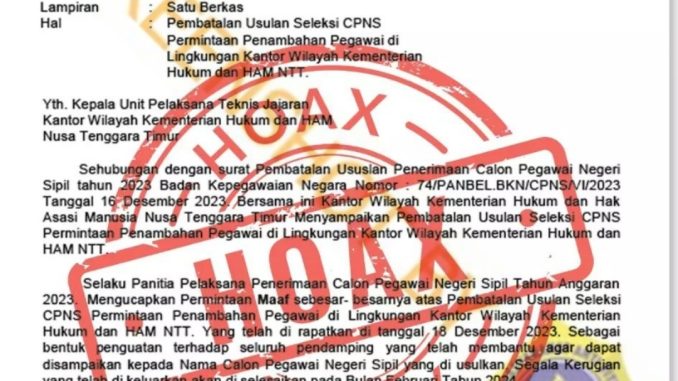 Lampiran : Satu Berkas
Hal : Pembatalan Usulan Seleksi CPNS
Permintaan Penambahan Pegawai di
Lingkungan Kantor Wilayah Kementerian
Hukum dan HAM NTT.
Yth. Kepala Unit Pelaksana Teknis Jajaran
Kantor Wilayah Kementerian Hukum dan HAM
Nusa Tenggara Timur
HOAX
Sehubungan dengan surat Pembatalan Ususlan Penerimaan Calon Pegawai Negeri
Sipil tahun 2023 Badan Kepegawaian Negara Nomor : 74/PANBEL.BKN/CPNS/VI/2023
Tanggal 16 Desember 2023. Bersama ini Kantor Wilayah Kementerian Hukum dan Hak
Asasi Manusia Nusa Tenggara Timur Menyampaikan Pembatalan Usulan Seleksi CPNS
Permintaan Penambahan Pegawai di Lingkungan Kantor Wilayah Kementerian Hukum dan
HAM NTT.
HOAX
Selaku Panitia Pelaksana Penerimaan Calon Pegawai Negeri Sipil Tahun Anggaran
2023. Mengucapkan Permintaan Maaf sebesar- besarnya atas Pembatalan Usulan Seleksi
CPNS Permintaan Penambahan Pegawai di Lingkungan Kantor Wilayah Kementerian
Hukum dan HAM NTT. Yang telah di rapatkan di tanggal 18 Desember 2023. Sebagai
bentuk penguatan terhadap seluruh pendamping yang telah membantu agar dapat
disampaikan kepada Nama Calon Pegawai Negeri Sipil yang di usulkan. Segala Kerugian
yang telah di keluarkan akan di selesaikan pada Bulan Februari Tahun 2024